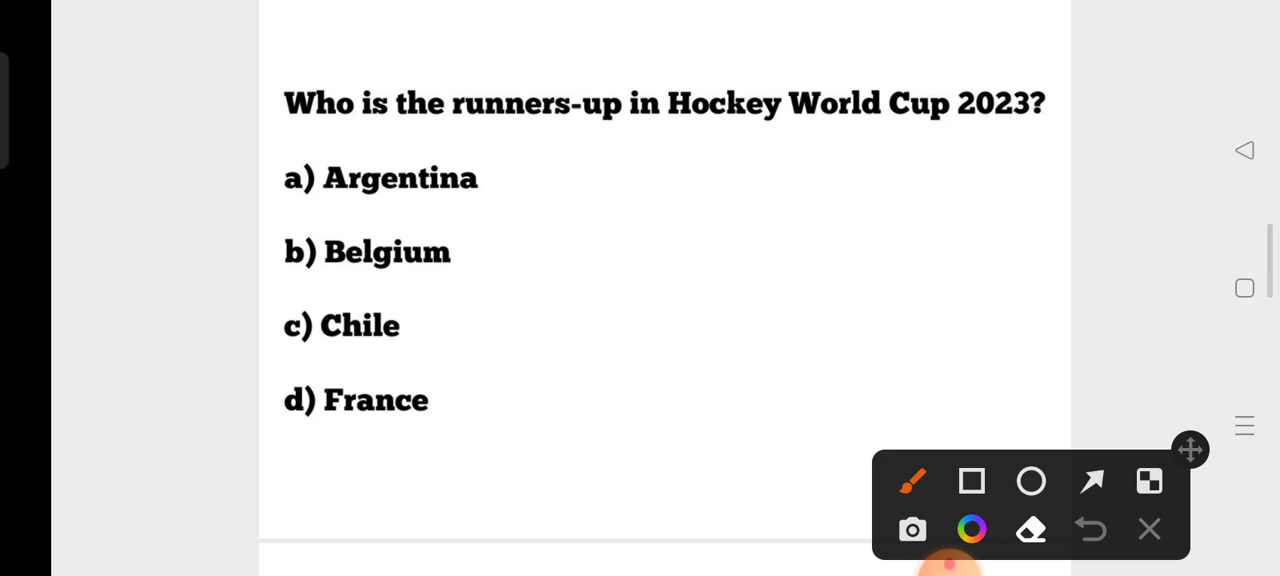 Who is the runners-up in Hockey World Cup 2023?
a) Argentina
b) Belgium
c) Chile
d) France